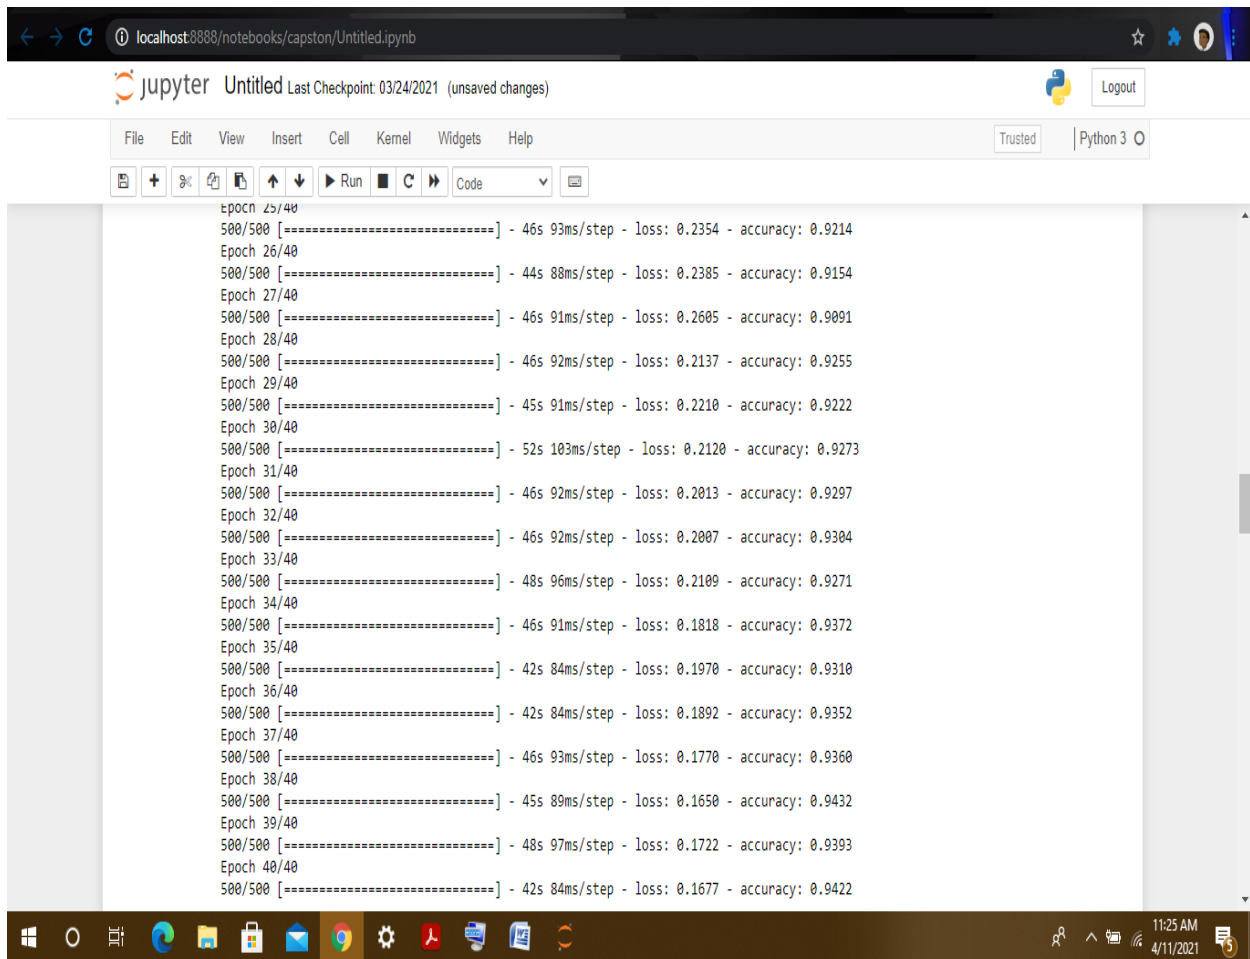 localhost:8888/notebooks/capston/Untitled.ipynb
jupyter Untitled Last Checkpoint: 03/24/2021 (unsaved changes) Logout
File Edit View Insert Cell Kernel Widgets Help Trusted Python 3
Run Code
Epoch 25/40
500/500 [==============================] - 46s 93ms/step - loss: 0.2354 - accuracy: 0.9214
Epoch 26/40
500/500 [==============================] - 44s 88ms/step - loss: 0.2385 - accuracy: 0.9154
Epoch 27/40
500/500 [==============================] - 46s 91ms/step - loss: 0.2605 - accuracy: 0.9091
Epoch 28/40
500/500 [==============================] - 46s 92ms/step - loss: 0.2137 - accuracy: 0.9255
Epoch 29/40
500/500 [==============================] - 45s 91ms/step - loss: 0.2210 - accuracy: 0.9222
Epoch 30/40
500/500 [==============================] - 52s 103ms/step - loss: 0.2120 - accuracy: 0.9273
Epoch 31/40
500/500 [==============================] - 46s 92ms/step - loss: 0.2013 - accuracy: 0.9297
Epoch 32/40
500/500 [==============================] - 46s 92ms/step - loss: 0.2007 - accuracy: 0.9304
Epoch 33/40
500/500 [==============================] - 48s 96ms/step - loss: 0.2109 - accuracy: 0.9271
Epoch 34/40
500/500 [==============================] - 46s 91ms/step - loss: 0.1818 - accuracy: 0.9372
Epoch 35/40
500/500 [==============================] - 42s 84ms/step - loss: 0.1970 - accuracy: 0.9310
Epoch 36/40
500/500 [==============================] - 42s 84ms/step - loss: 0.1892 - accuracy: 0.9352
Epoch 37/40
500/500 [==============================] - 46s 93ms/step - loss: 0.1770 - accuracy: 0.9360
Epoch 38/40
500/500 [==============================] - 45s 89ms/step - loss: 0.1650 - accuracy: 0.9432
Epoch 39/40
500/500 [==============================] - 48s 97ms/step - loss: 0.1722 - accuracy: 0.9393
Epoch 40/40
500/500 [==============================] - 42s 84ms/step - loss: 0.1677 - accuracy: 0.9422
11:25 AM
4/11/2021
5